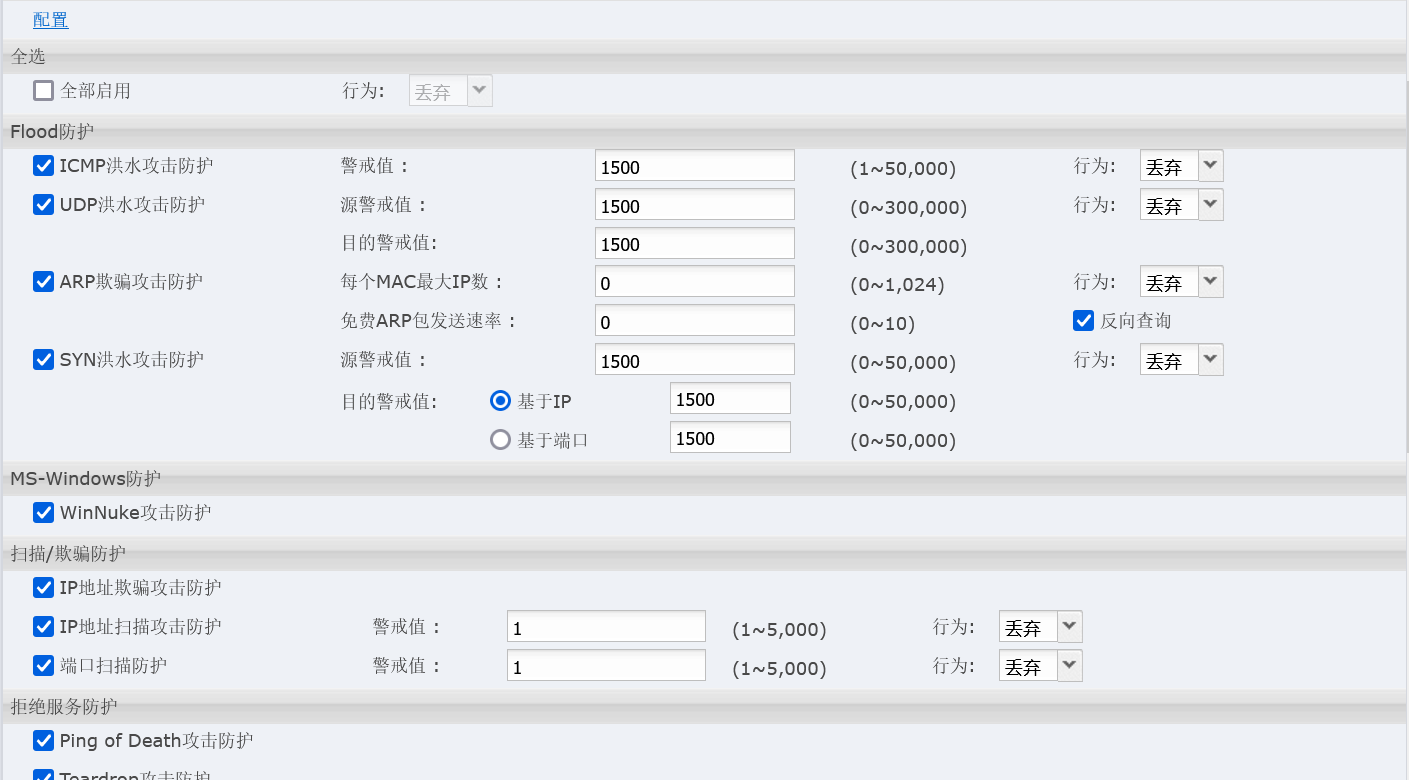 配置
全选
全部启用 行为: 丢弃
Flood防护
ICMP洪水攻击防护 警戒值 : 1500 (1~50,000) 行为: 丢弃
UDP洪水攻击防护 源警戒值 : 1500 (0~300,000) 行为: 丢弃
目的警戒值: 1500 (0~300,000)
ARP欺骗攻击防护 每个MAC最大IP数 : 0 (0~1,024) 行为: 丢弃
免费ARP包发送速率 : 0 (0~10) 反向查询
SYN洪水攻击防护 源警戒值 : 1500 (0~50,000) 行为: 丢弃
目的警戒值: 基于IP 1500 (0~50,000)
基于端口 1500 (0~50,000)
MS-Windows防护
WinNuke攻击防护
扫描/欺骗防护
IP地址欺骗攻击防护
IP地址扫描攻击防护 警戒值 : 1 (1~5,000) 行为: 丢弃
端口扫描防护 警戒值 : 1 (1~5,000) 行为: 丢弃
拒绝服务防护
Ping of Death攻击防护
Teardrop攻击防护